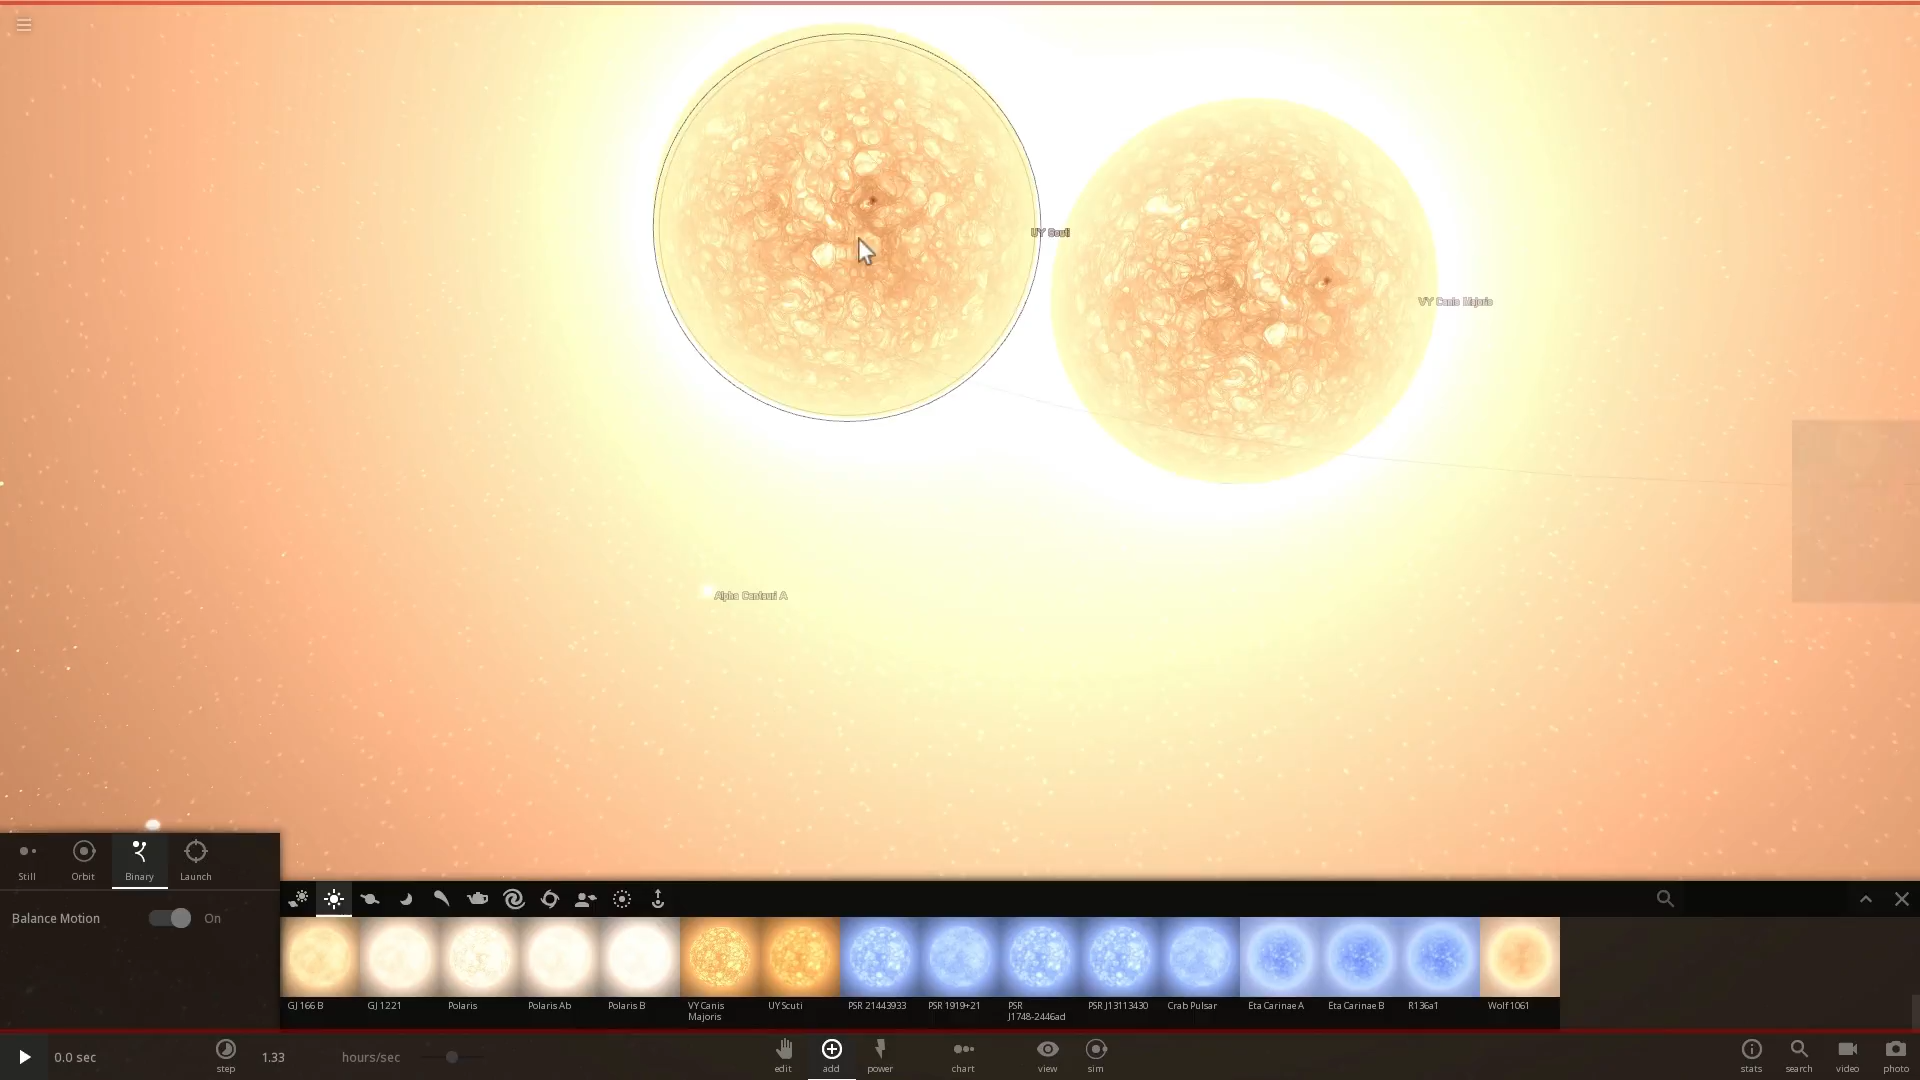 UY Scuti
VY Canis Majoris
Alpha Centauri A
Still
Orbit
Binary
Launch
Balance Motion
On
GJ 166 B
GJ 1221
Polaris
Polaris Ab
Polaris B
VY Canis
Majoris
UY Scuti
PSR 21443933
PSR 1919+21
PSR
J1748-2446ad
PSR J13113430
Crab Pulsar
Eta Carinae A
Eta Carinae B
R136a1
Wolf 1061
0.0 sec
step
1.33
hours/sec
edit
add
power
chart
view
sim
stats
search
video
photo